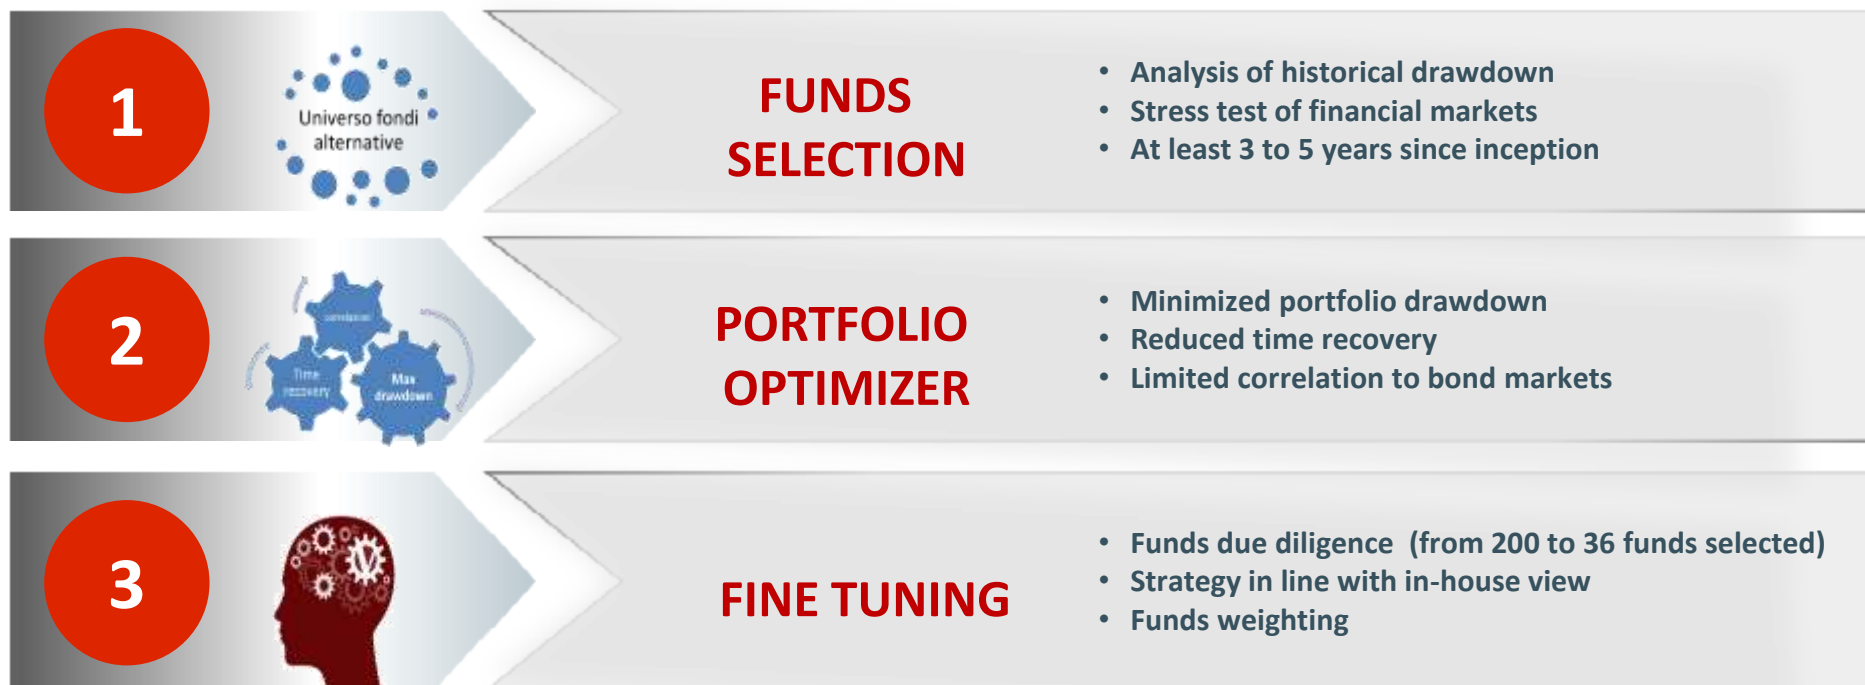 1
Universo fondi
alternative
FUNDS
SELECTION
• Analysis of historical drawdown
• Stress test of financial markets
• At least 3 to 5 years since inception
2
Time
recovery
Max
drawdown
PORTFOLIO
OPTIMIZER
• Minimized portfolio drawdown
• Reduced time recovery
• Limited correlation to bond markets
3
FINE TUNING
• Funds due diligence (from 200 to 36 funds selected)
• Strategy in line with in-house view
• Funds weighting